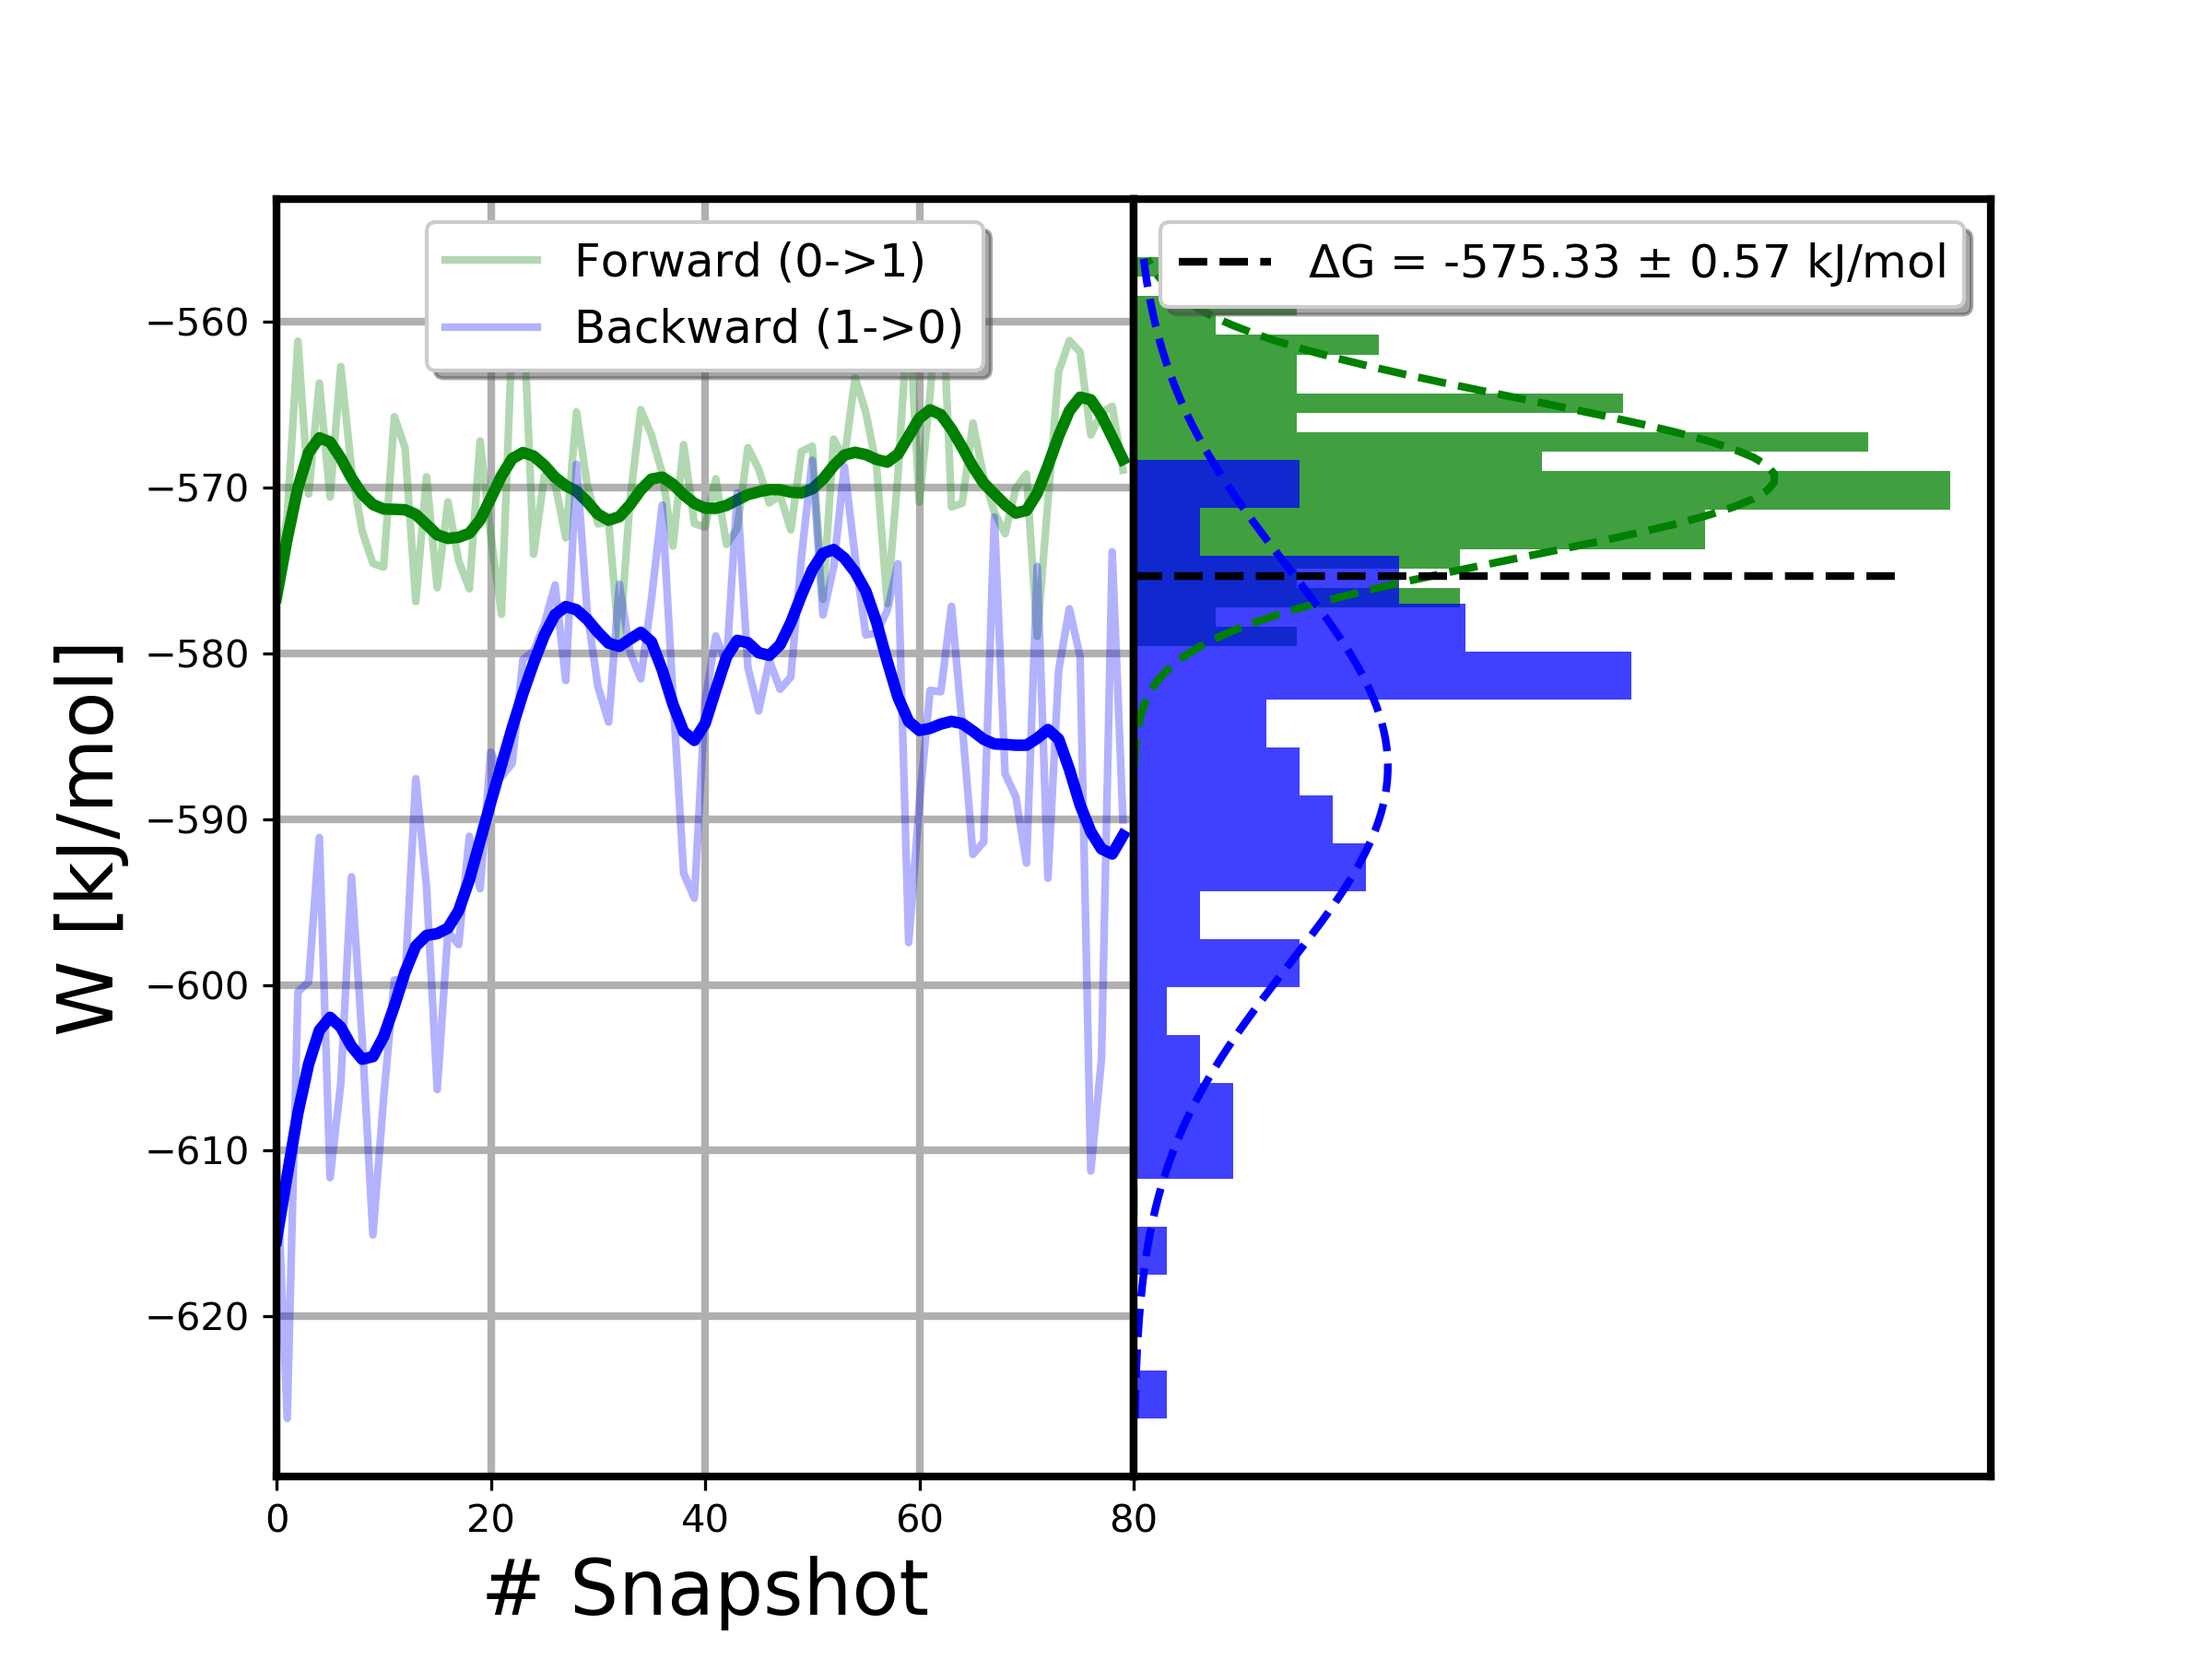 Forward (0->1)
Backward (1->0)
ΔG = -575.33 ± 0.57 kJ/mol
W [kJ/mol]
−560
−570
−580
−590
−600
−610
−620
0 20 40 60 80
# Snapshot